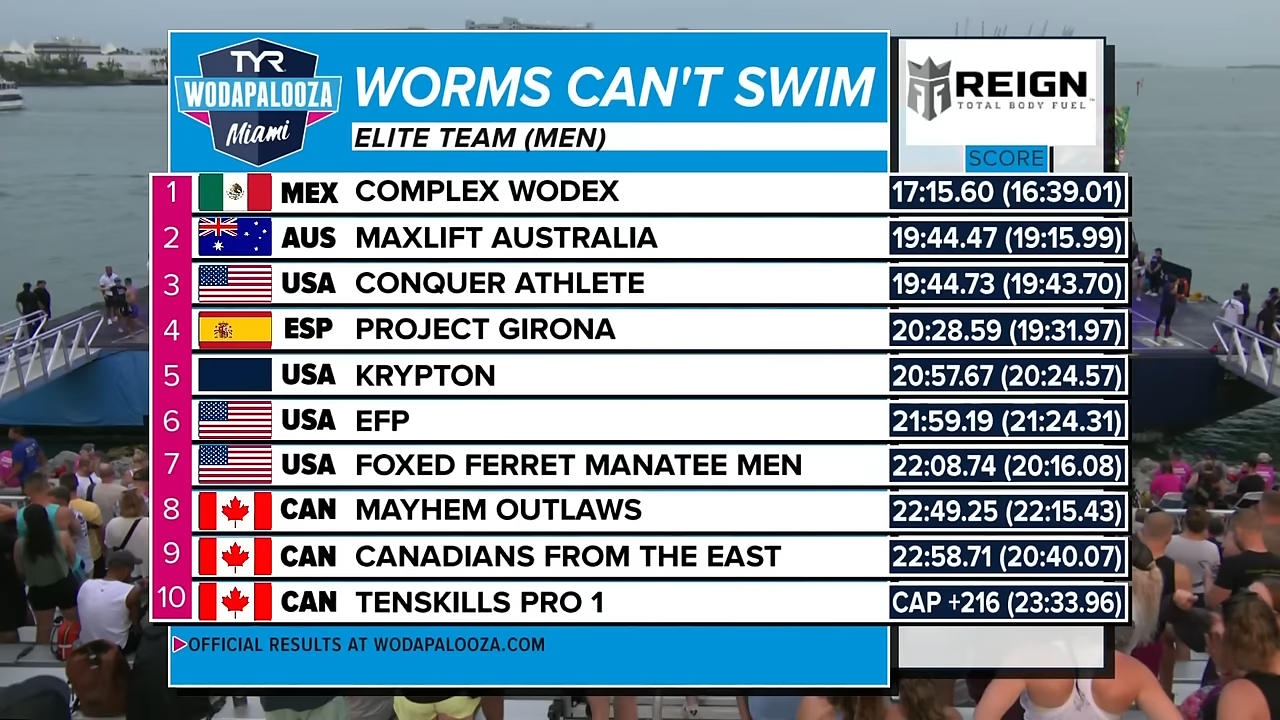 TYR
WODAPALOOZA
Miami
WORMS CAN'T SWIM
ELITE TEAM (MEN)
REIGN
TOTAL BODY FUEL™
SCORE
1 MEX COMPLEX WODEX 17:15.60 (16:39.01)
2 AUS MAXLIFT AUSTRALIA 19:44.47 (19:15.99)
3 USA CONQUER ATHLETE 19:44.73 (19:43.70)
4 ESP PROJECT GIRONA 20:28.59 (19:31.97)
5 USA KRYPTON 20:57.67 (20:24.57)
6 USA EFP 21:59.19 (21:24.31)
7 USA FOXED FERRET MANATEE MEN 22:08.74 (20:16.08)
8 CAN MAYHEM OUTLAWS 22:49.25 (22:15.43)
9 CAN CANADIANS FROM THE EAST 22:58.71 (20:40.07)
10 CAN TENSKILLS PRO 1 CAP +216 (23:33.96)
OFFICIAL RESULTS AT WODAPALOOZA.COM